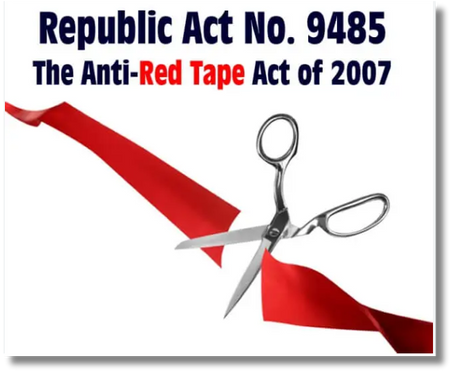 Republic Act No. 9485
The Anti-Red Tape Act of 2007